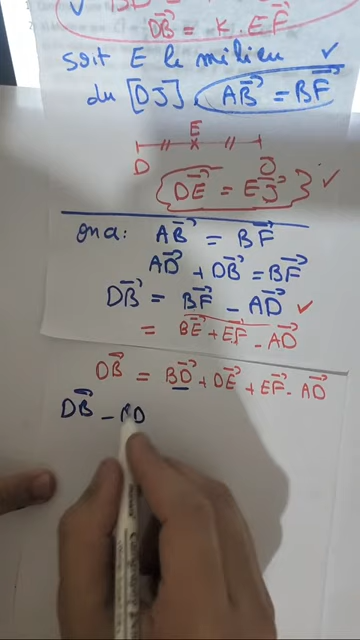 DB = K. EF
soit E le milieu
du [DJ], AB = BF
E
D J
DE = EJ
on a: AB = BF
AD + DB = BF
DB = BF - AD
= BE + EF - AD
DB = BD + DE + EF - AD
DB -